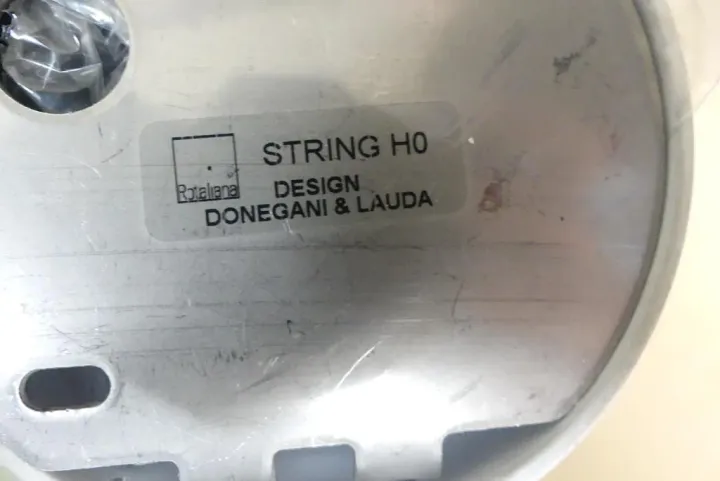 STRING H0
Rotaliana
DESIGN
DONEGANI & LAUDA